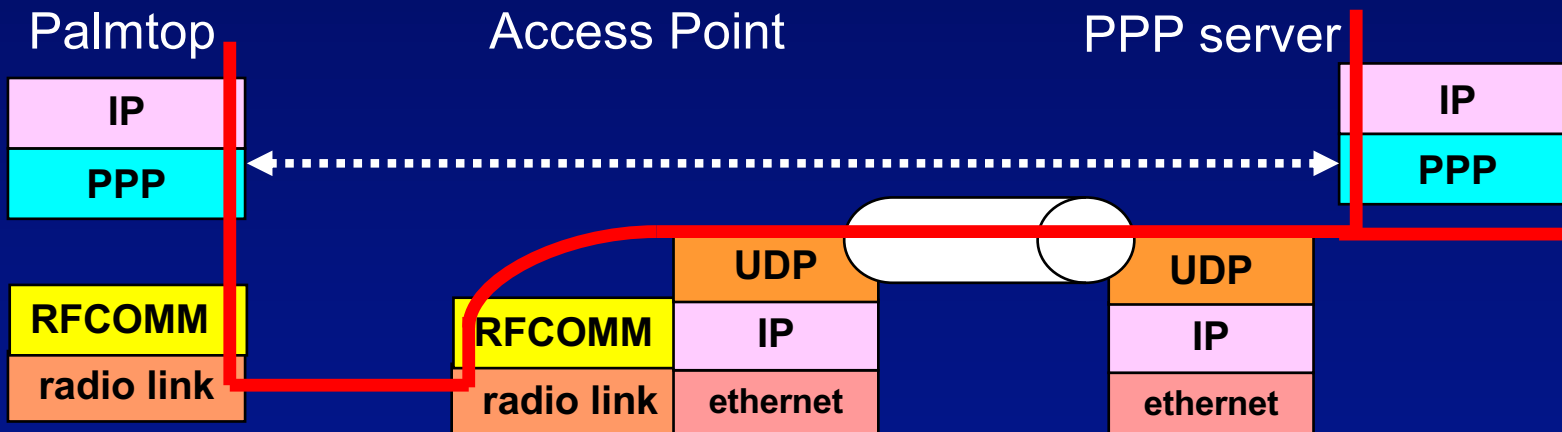 Palmtop
Access Point
PPP server
IP
IP
PPP
PPP
UDP
UDP
RFCOMM
RFCOMM
IP
IP
radio link
radio link
ethernet
ethernet